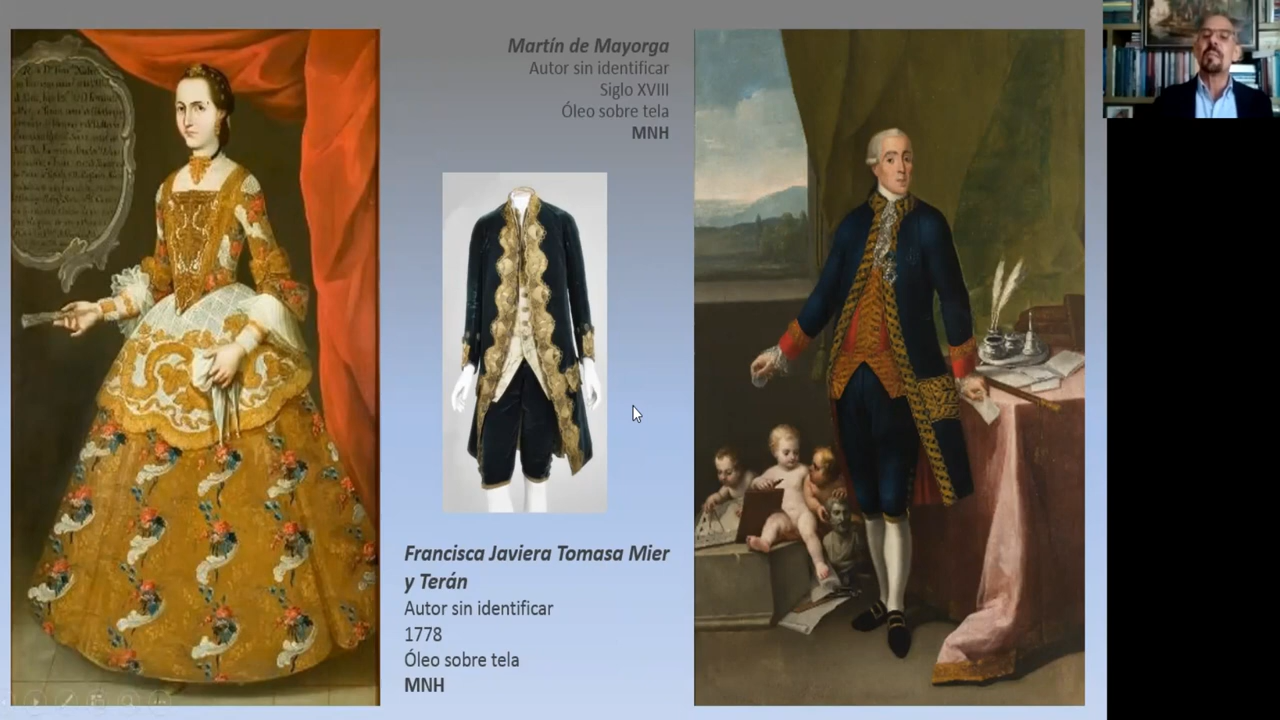 Martín de Mayorga
Autor sin identificar
Siglo XVIII
Óleo sobre tela
MNH
Francisca Javiera Tomasa Mier
y Terán
Autor sin identificar
1778
Óleo sobre tela
MNH